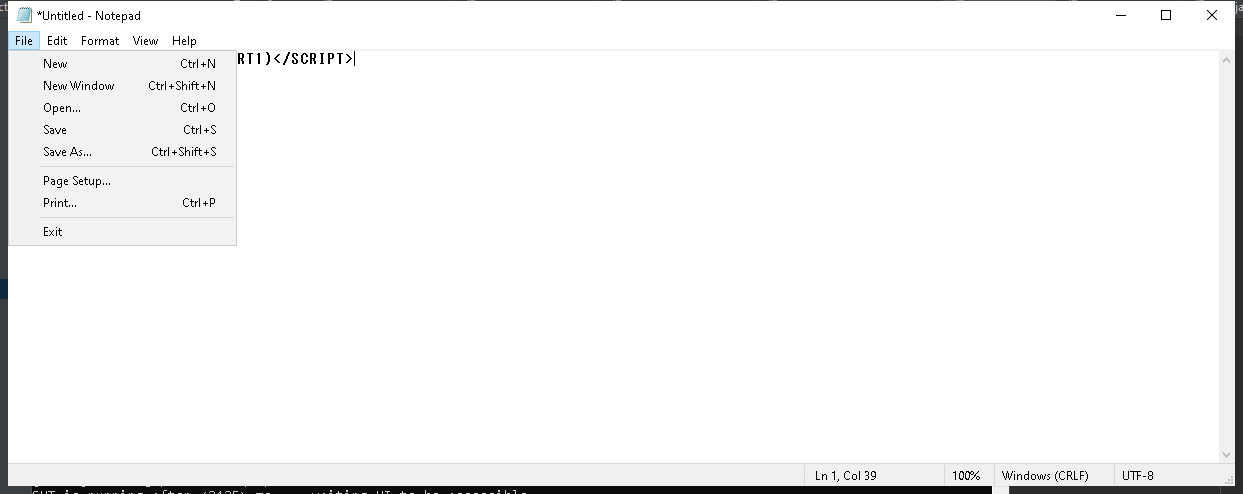 *Untitled - Notepad
File Edit Format View Help
RT1)</SCRIPT>
New Ctrl+N
New Window Ctrl+Shift+N
Open... Ctrl+O
Save Ctrl+S
Save As... Ctrl+Shift+S
Page Setup...
Print... Ctrl+P
Exit
Ln 1, Col 39 100% Windows (CRLF) UTF-8